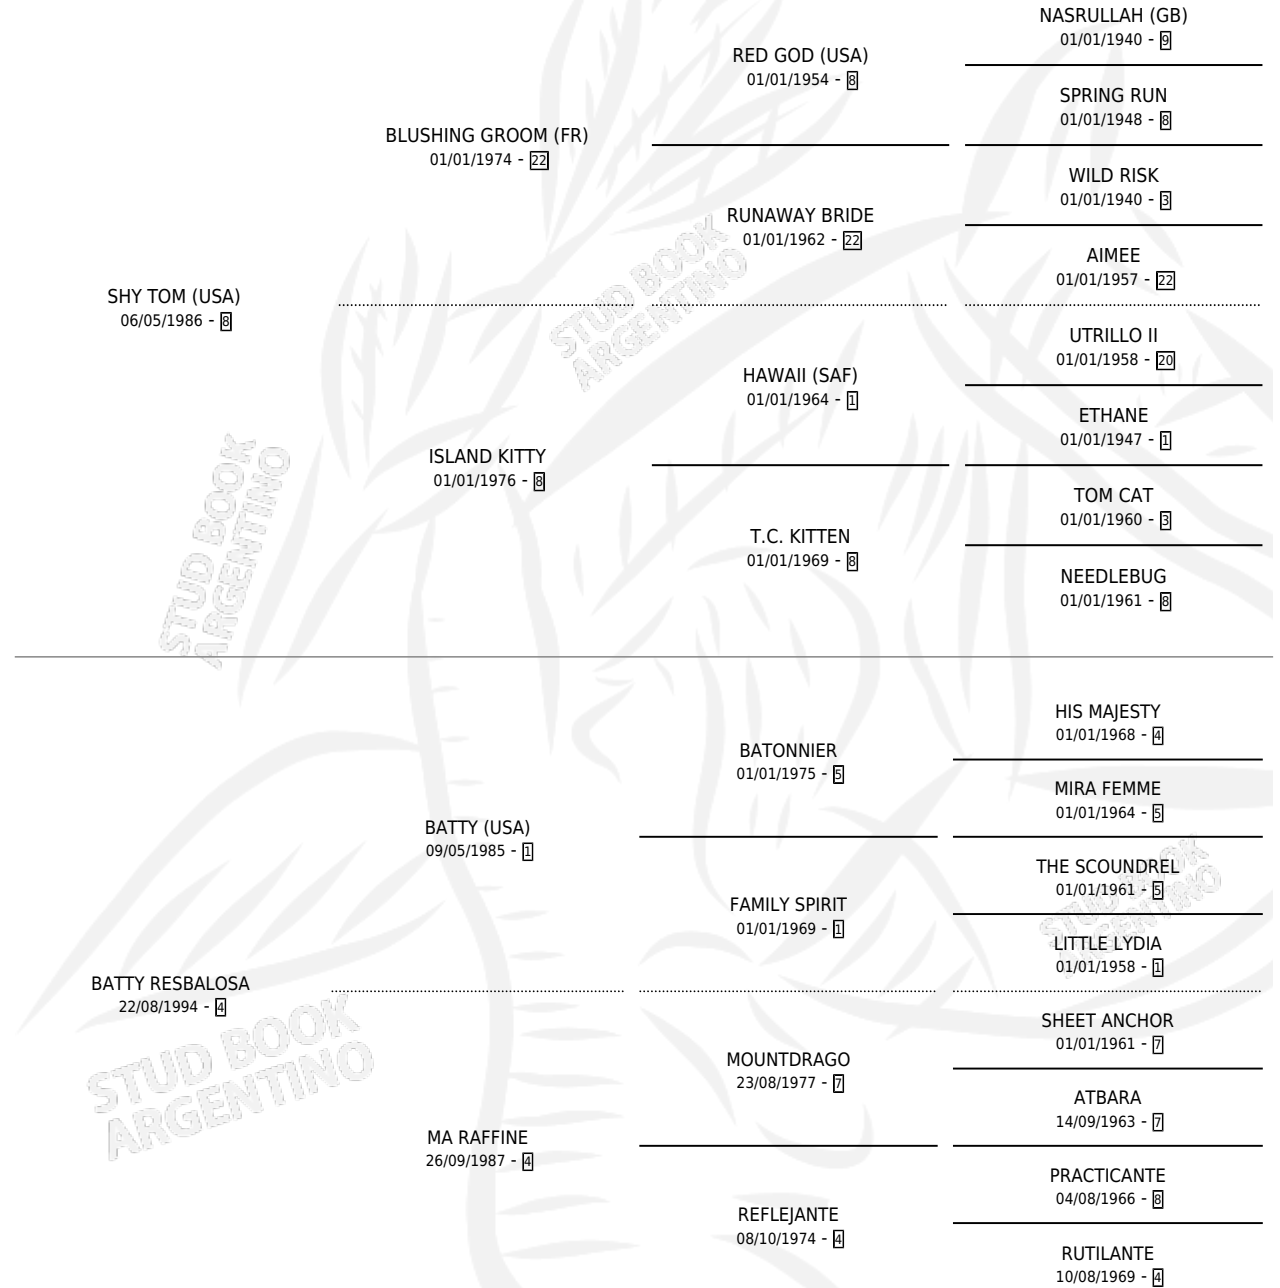 NASRULLAH (GB)
01/01/1940 - 9
RED GOD (USA)
01/01/1954 - 8
SPRING RUN
01/01/1948 - 8
BLUSHING GROOM (FR)
01/01/1974 - 22
WILD RISK
01/01/1940 - 3
RUNAWAY BRIDE
01/01/1962 - 22
AIMEE
01/01/1957 - 22
SHY TOM (USA)
06/05/1986 - 8
UTRILLO II
01/01/1958 - 20
HAWAII (SAF)
01/01/1964 - 1
ETHANE
01/01/1947 - 1
ISLAND KITTY
01/01/1976 - 8
TOM CAT
01/01/1960 - 3
T.C. KITTEN
01/01/1969 - 8
NEEDLEBUG
01/01/1961 - 8
STUD BOOK
ARGENTINO
STUD BOOK
ARGENTINO
HIS MAJESTY
01/01/1968 - 4
BATONNIER
01/01/1975 - 5
MIRA FEMME
01/01/1964 - 5
BATTY (USA)
09/05/1985 - 1
THE SCOUNDREL
01/01/1961 - 5
FAMILY SPIRIT
01/01/1969 - 1
LITTLE LYDIA
01/01/1958 - 1
BATTY RESBALOSA
22/08/1994 - 4
SHEET ANCHOR
01/01/1961 - 7
MOUNTDRAGO
23/08/1977 - 7
ATBARA
14/09/1963 - 7
MA RAFFINE
26/09/1987 - 4
PRACTICANTE
04/08/1966 - 8
REFLEJANTE
08/10/1974 - 4
RUTILANTE
10/08/1969 - 4
STUD BOOK
ARGENTINO
STUD BOOK
ARGENTINO